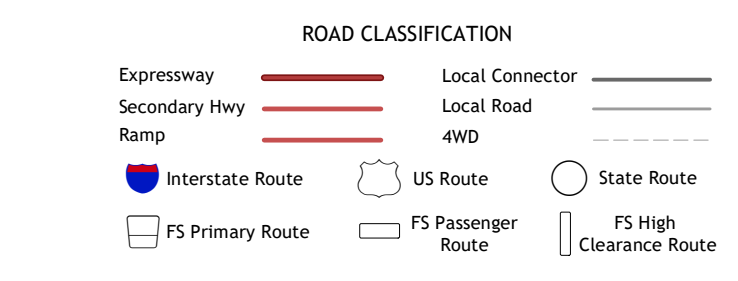 ROAD CLASSIFICATION
Expressway
Local Connector
Secondary Hwy
Local Road
Ramp
4WD
Interstate Route
US Route
State Route
FS Primary Route
FS Passenger
Route
FS High
Clearance Route